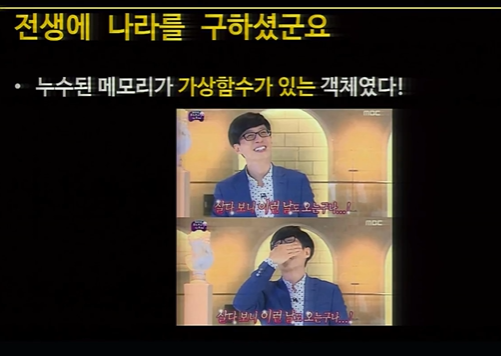 전생에 나라를 구하셨군요
• 누수된 메모리가 가상함수가 있는 객체였다!
mbc
살다 보니 이런 날도 오는구나...!
mbc
살다 보니 이런 날도 오는구나...!